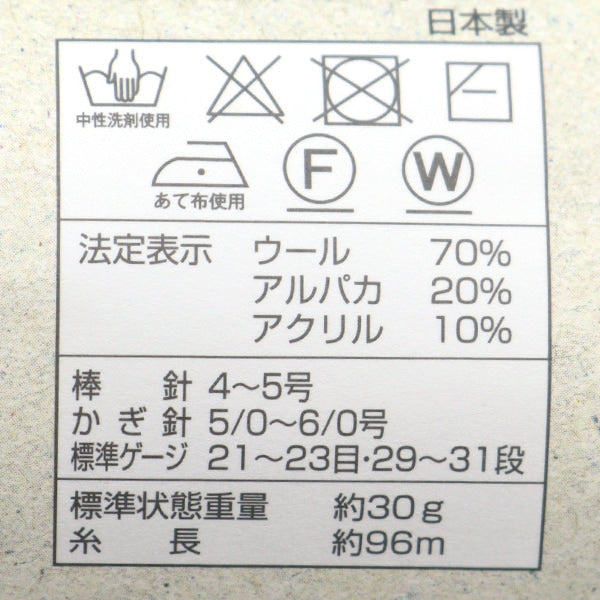 日本製
中性洗剤使用
あて布使用
F
W
法定表示 ウール 70%
アルパカ 20%
アクリル 10%
棒針 4〜5号
かぎ針 5/0〜6/0号
標準ゲージ 21〜23目・29〜31段
標準状態重量 約30g
糸長 約96m